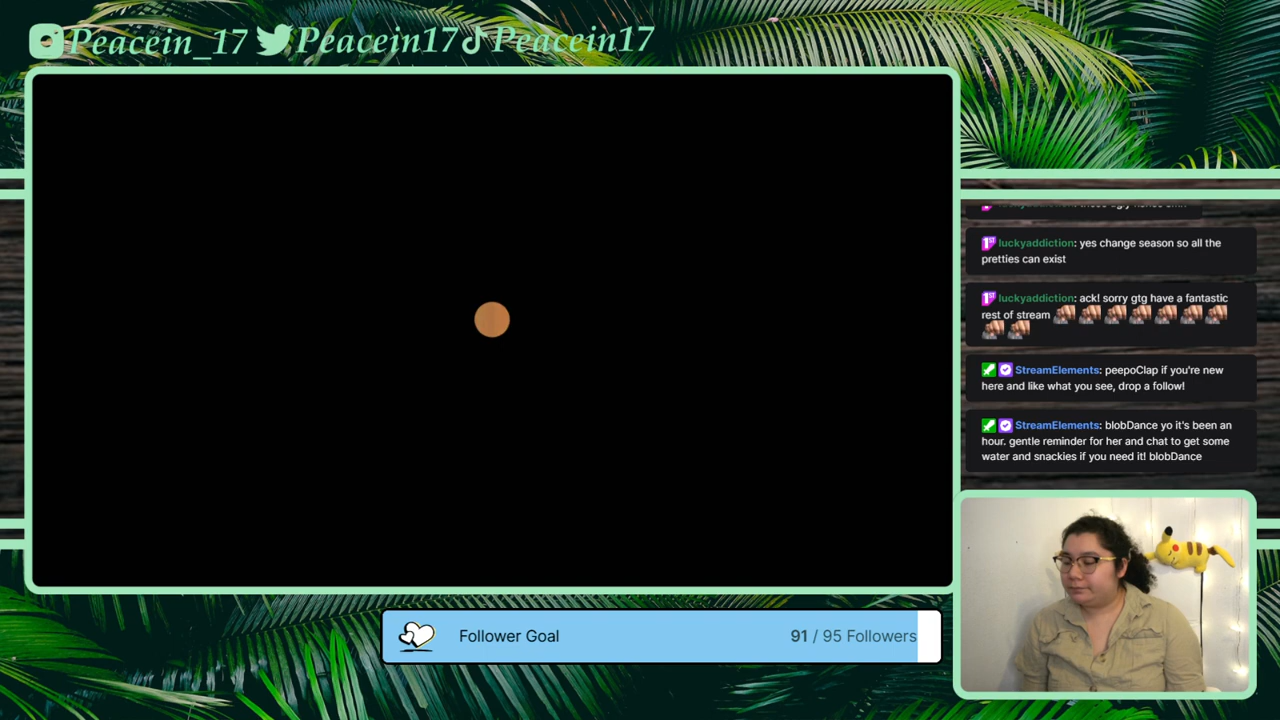 Peacein_17 Peacein17 Peacein17
luckyaddiction: yes change season so all the
pretties can exist
luckyaddiction: ack! sorry gtg have a fantastic
rest of stream
StreamElements: peepoClap if you're new
here and like what you see, drop a follow!
StreamElements: blobDance yo it's been an
hour. gentle reminder for her and chat to get some
water and snackies if you need it! blobDance
Follower Goal 91 / 95 Followers